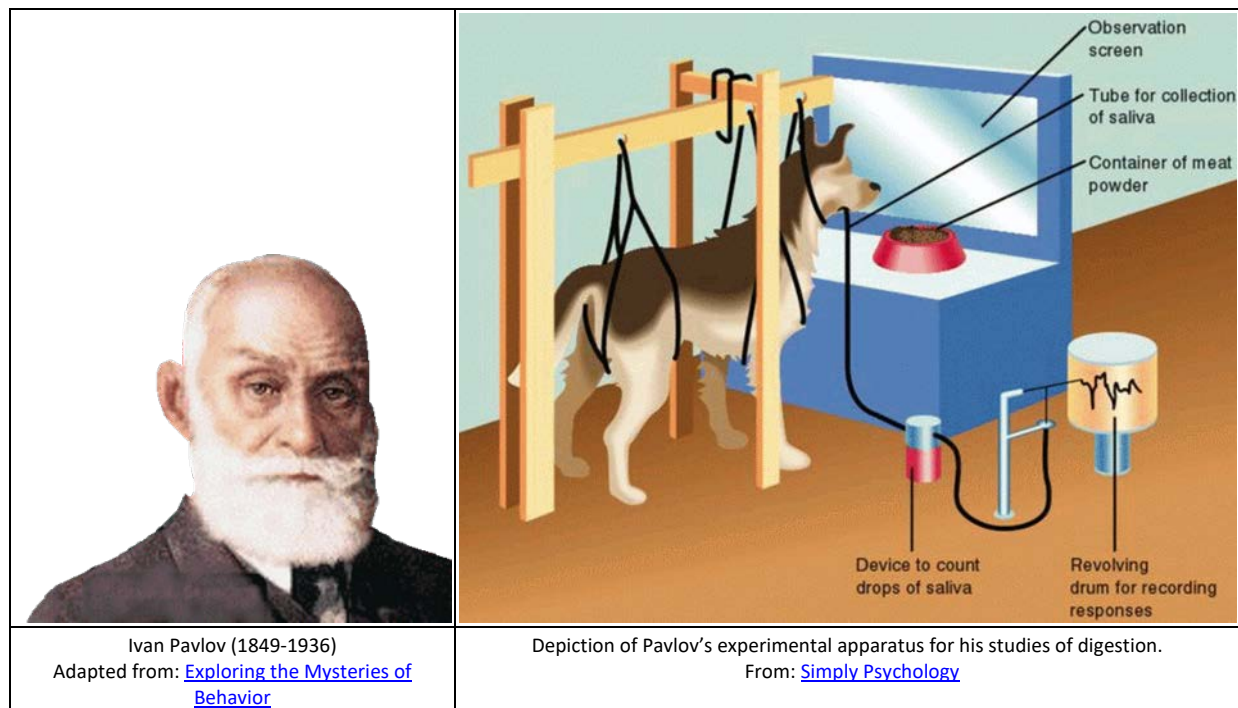 Observation
screen
Tube for collection
of saliva
Container of meat
powder
Device to count
drops of saliva
Revolving
drum for recording
responses
Ivan Pavlov (1849-1936)
Adapted from: Exploring the Mysteries of
Behavior
Depiction of Pavlov’s experimental apparatus for his studies of digestion.
From: Simply Psychology